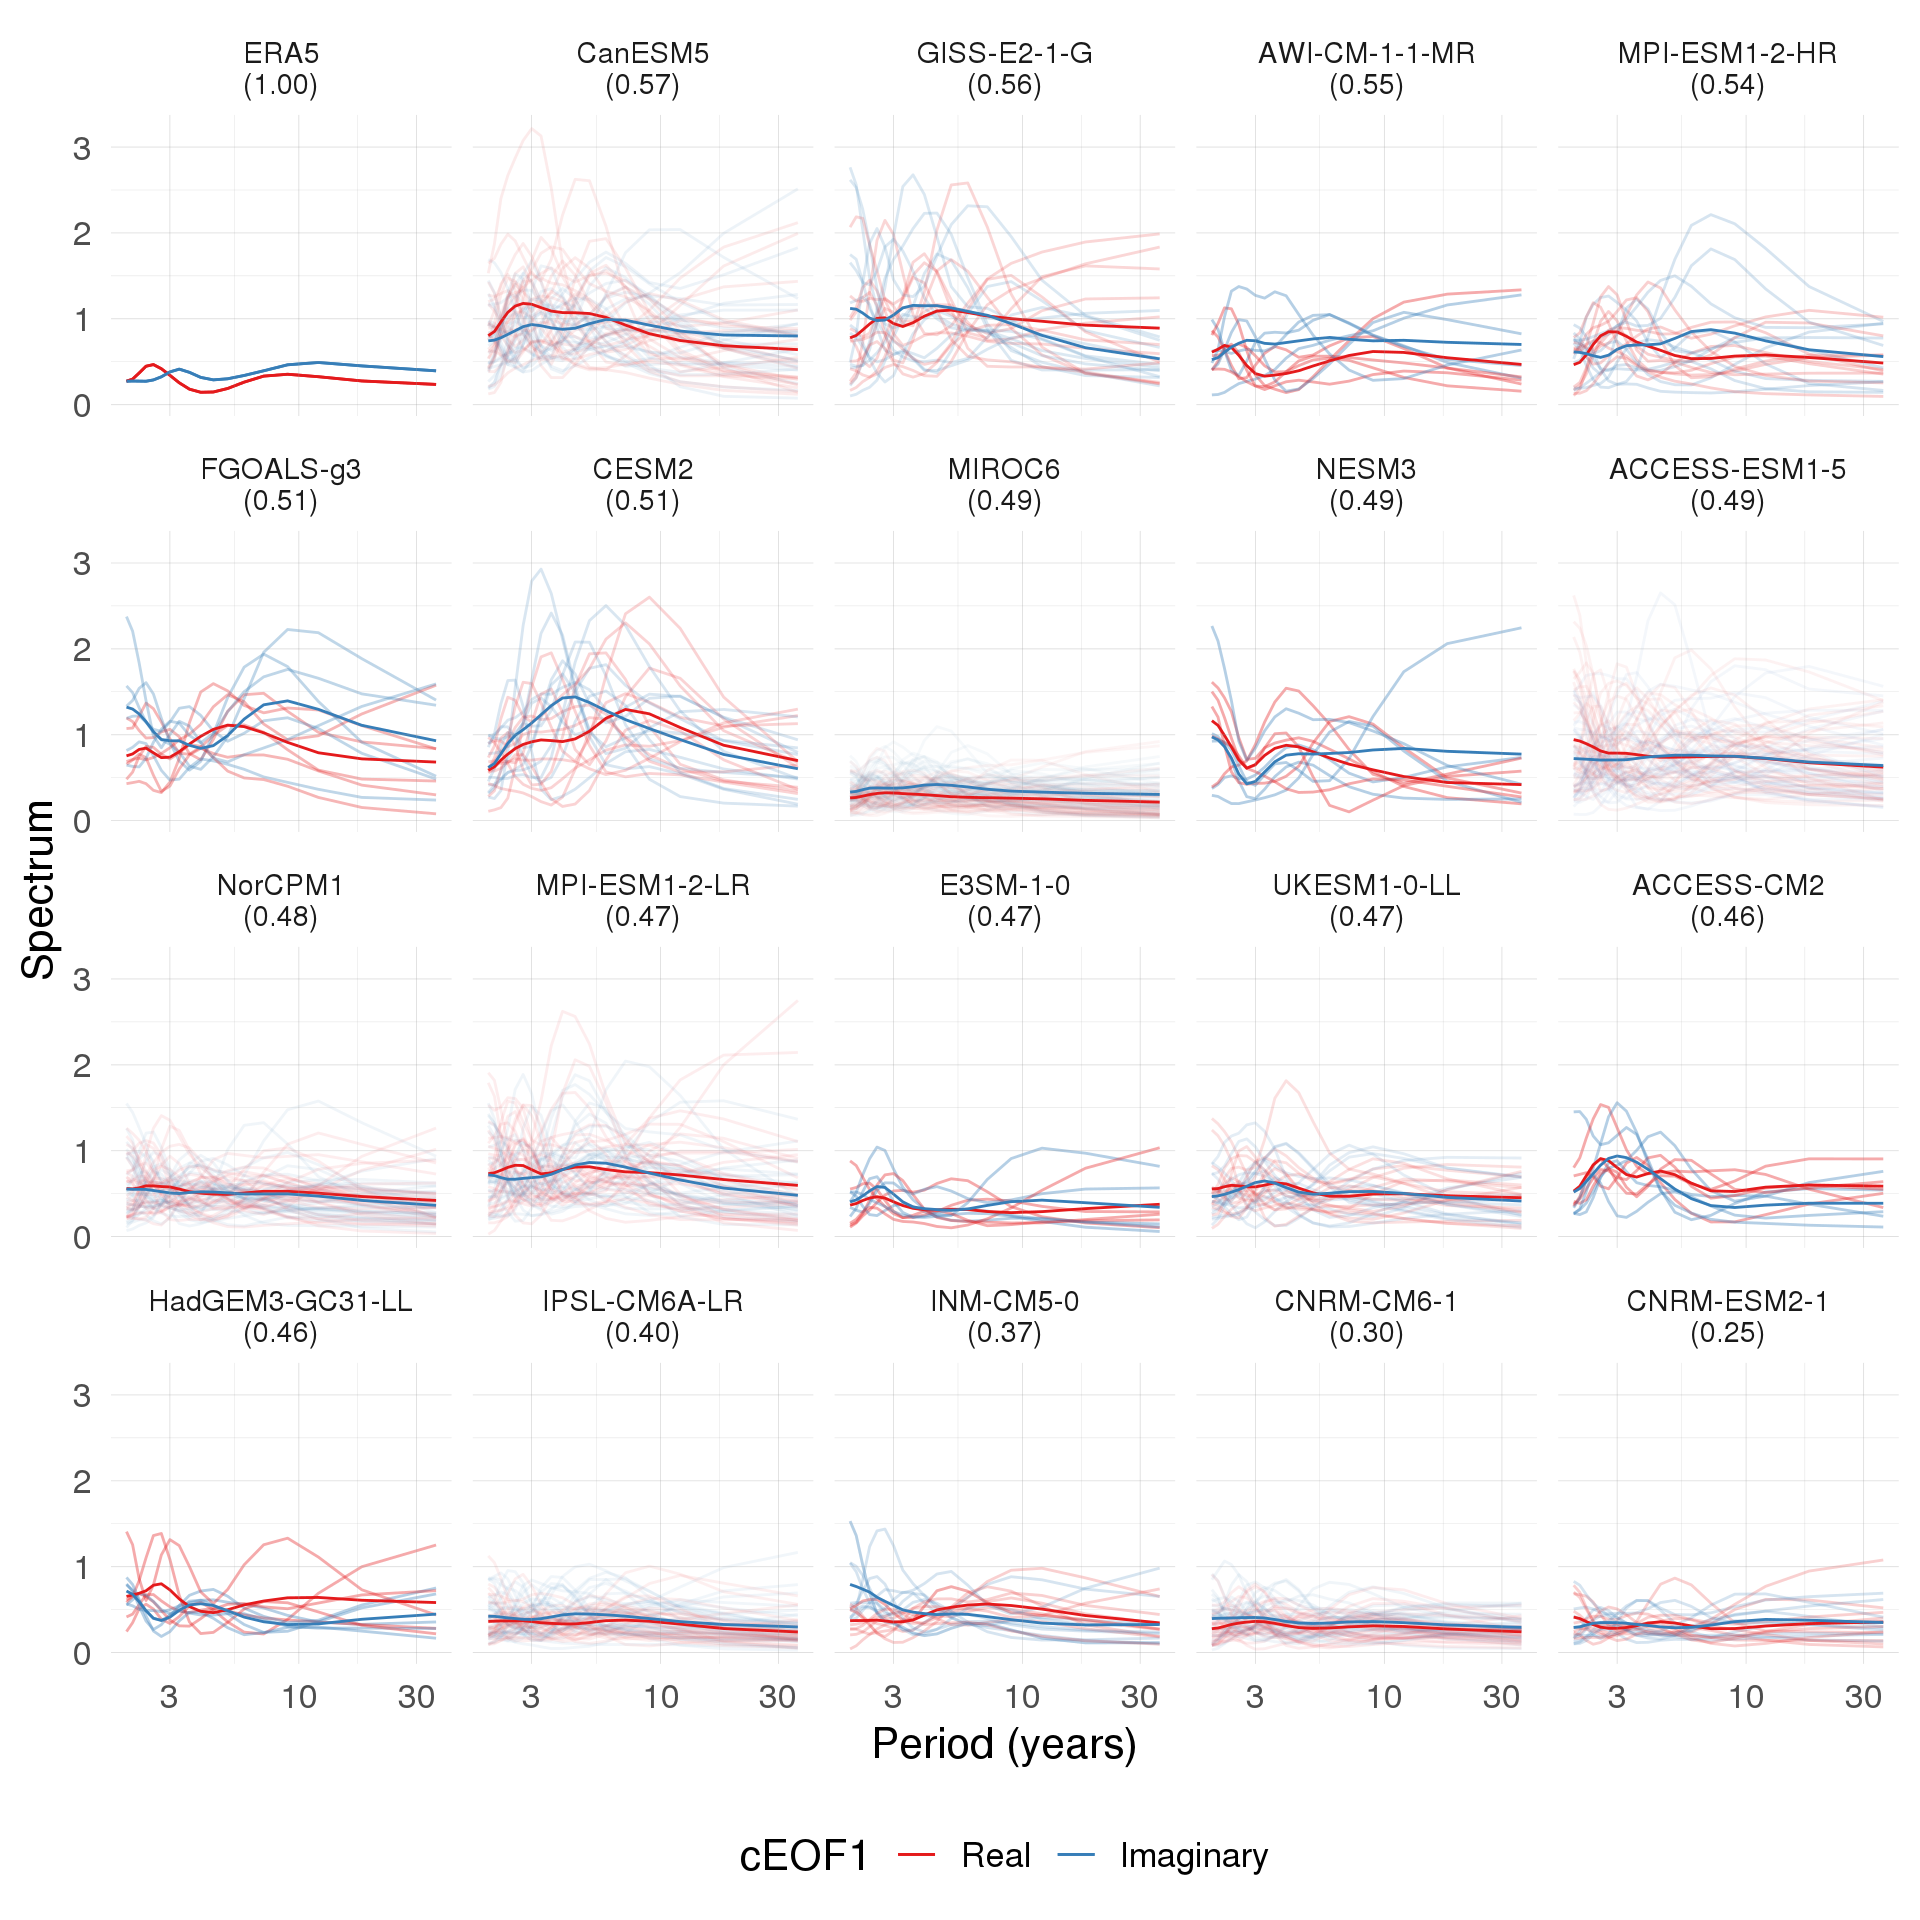 ERA5
(1.00)
CanESM5
(0.57)
GISS-E2-1-G
(0.56)
AWI-CM-1-1-MR
(0.55)
MPI-ESM1-2-HR
(0.54)
3
2
1
0
FGOALS-g3
(0.51)
CESM2
(0.51)
MIROC6
(0.49)
NESM3
(0.49)
ACCESS-ESM1-5
(0.49)
3
2
1
0
Spectrum
NorCPM1
(0.48)
MPI-ESM1-2-LR
(0.47)
E3SM-1-0
(0.47)
UKESM1-0-LL
(0.47)
ACCESS-CM2
(0.46)
3
2
1
0
HadGEM3-GC31-LL
(0.46)
IPSL-CM6A-LR
(0.40)
INM-CM5-0
(0.37)
CNRM-CM6-1
(0.30)
CNRM-ESM2-1
(0.25)
3
2
1
0
3 10 30 3 10 30 3 10 30 3 10 30 3 10 30
Period (years)
cEOF1 Real Imaginary